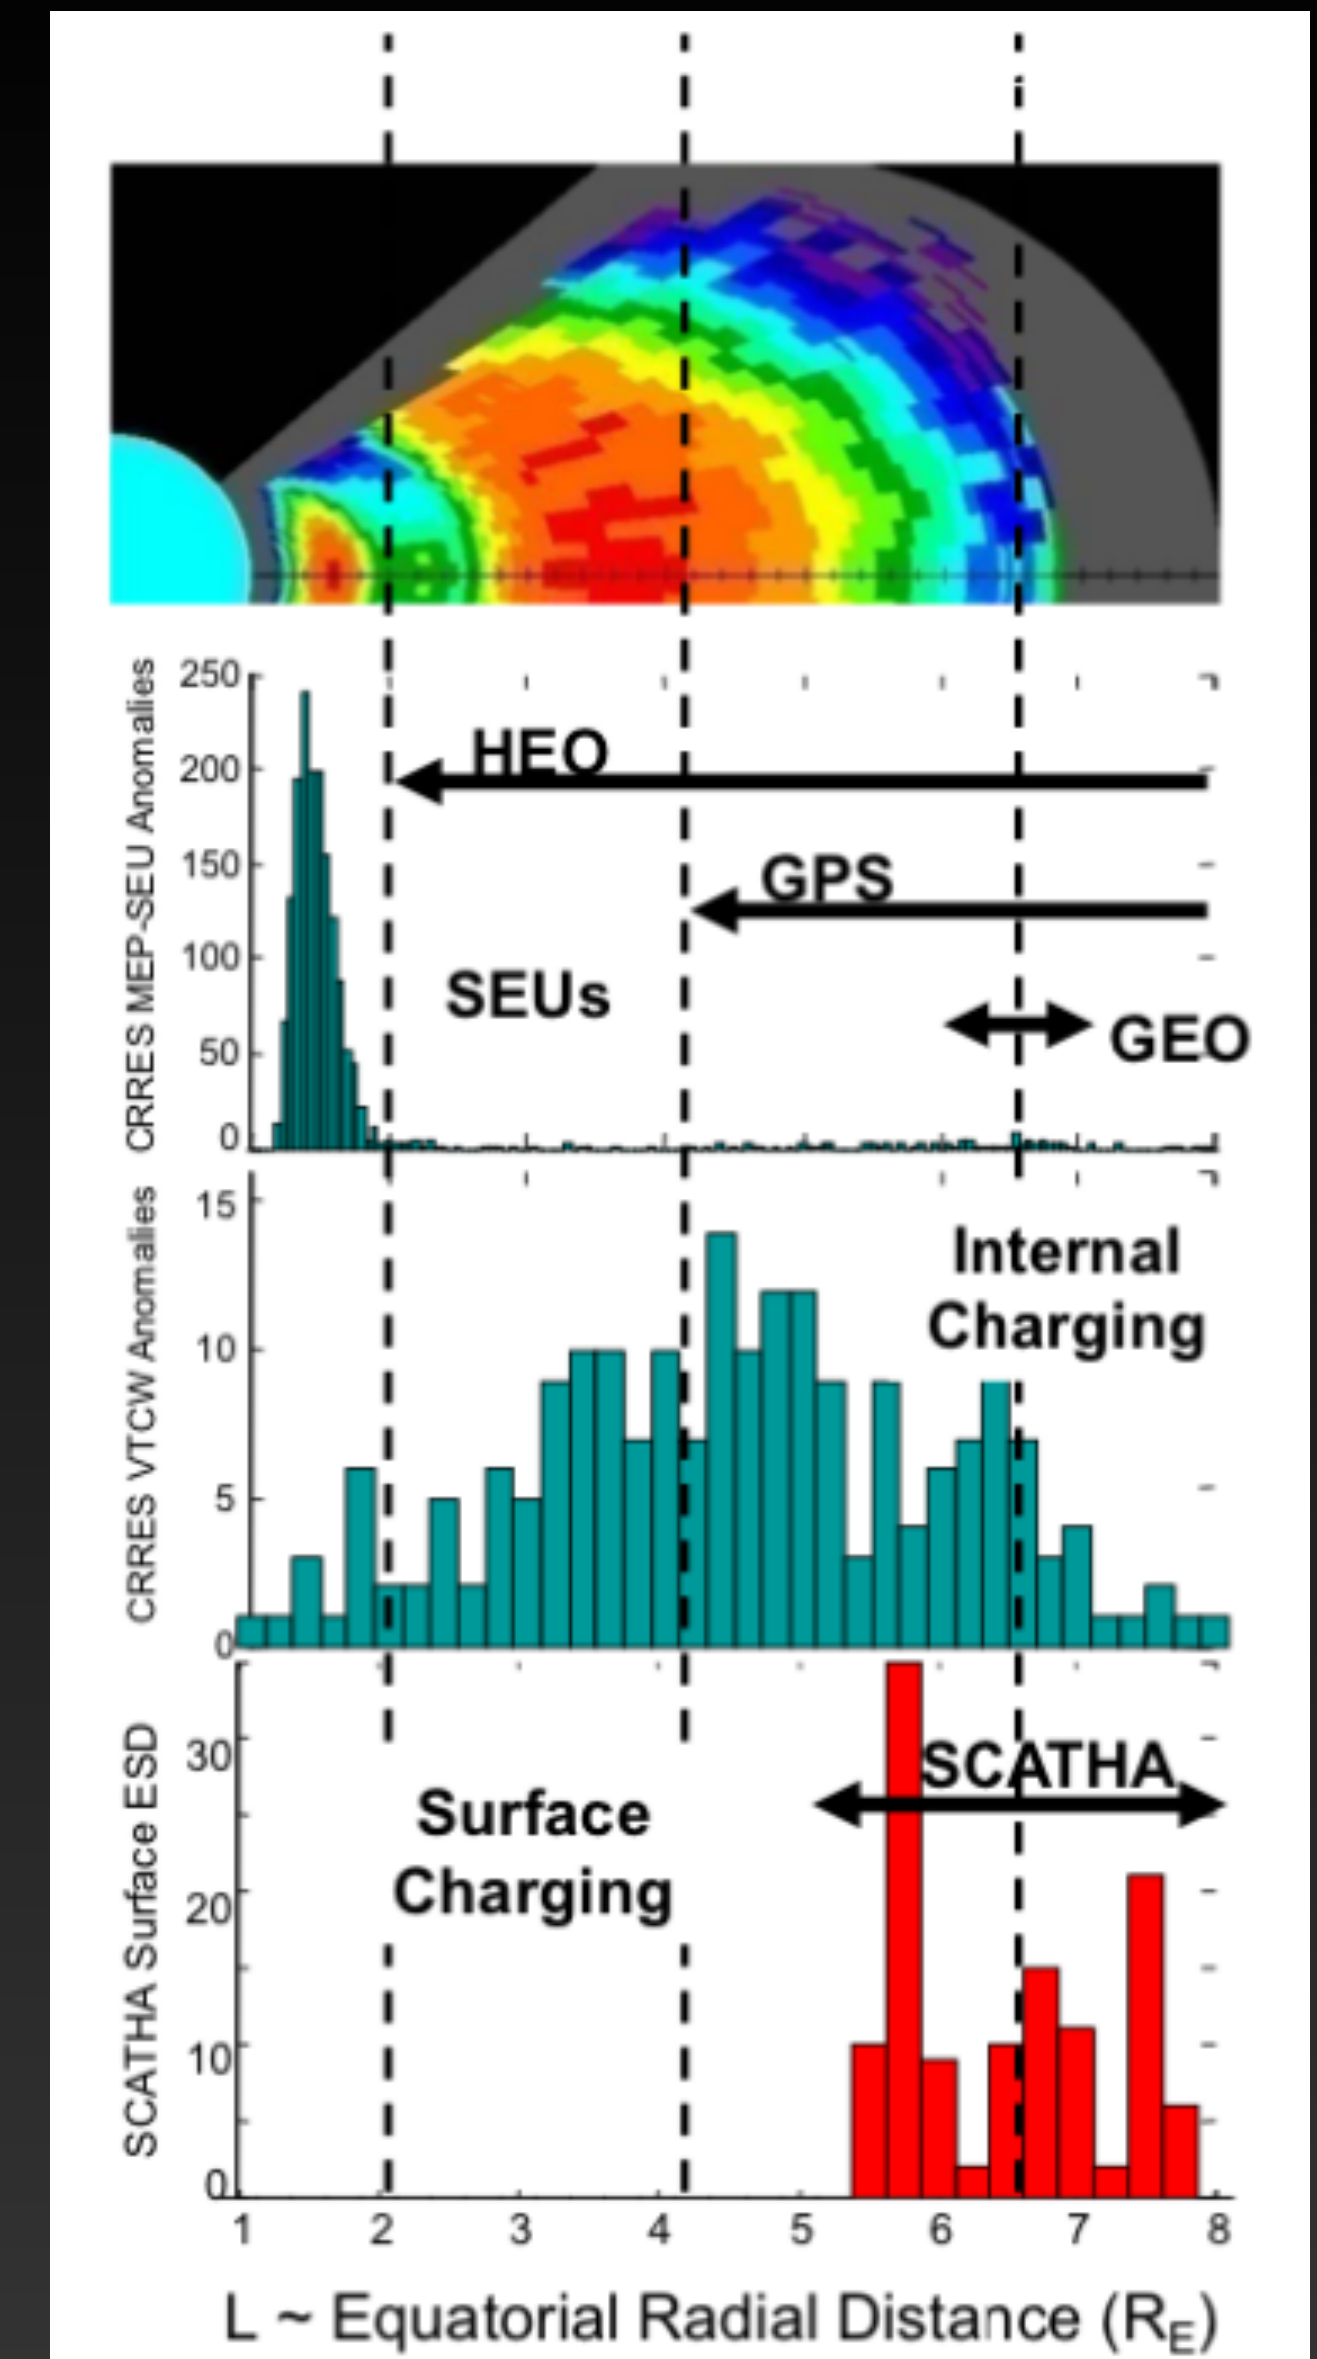 CRRES MEP-SEU Anomalies
250
200
150
100
50
0
HEO
GPS
SEUs
GEO
CRRES VTCW Anomalies
15
10
5
0
Internal
Charging
SCATHA Surface ESD
30
20
10
0
SCATHA
Surface
Charging
1 2 3 4 5 6 7 8
L ~ Equatorial Radial Distance (R_E)